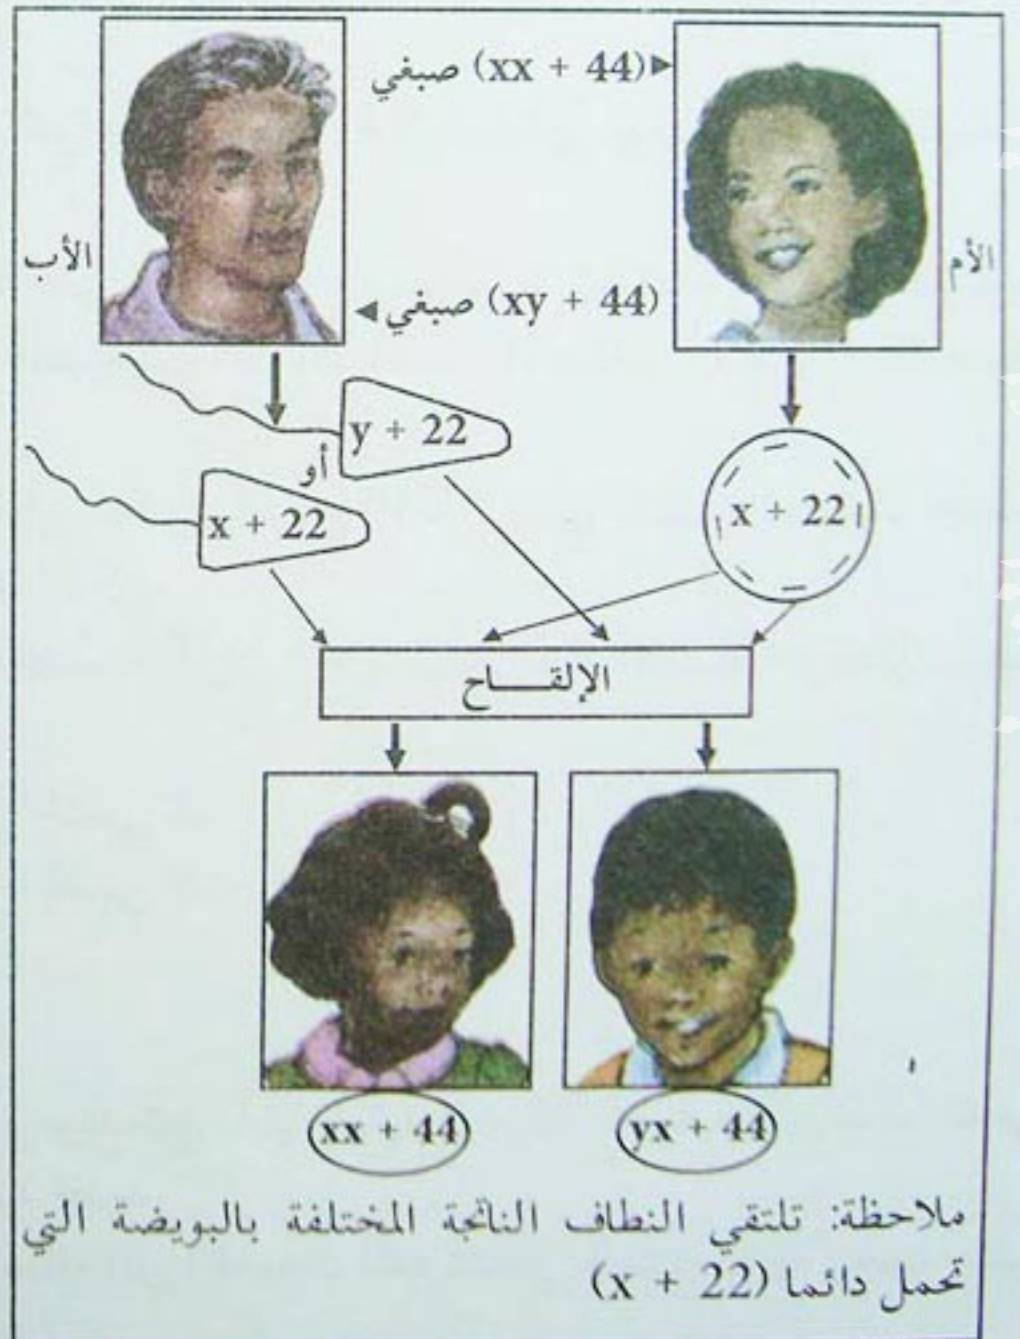 (xx + 44) صبغي
الأب
الأم
(xy + 44) صبغي
y + 22
أو
x + 22
x + 22
الإلقـــاح
xx + 44
yx + 44
ملاحظة: تلتقي النطاف الناتجة المختلفة بالبويضة التي
تحمل دائما (x + 22)